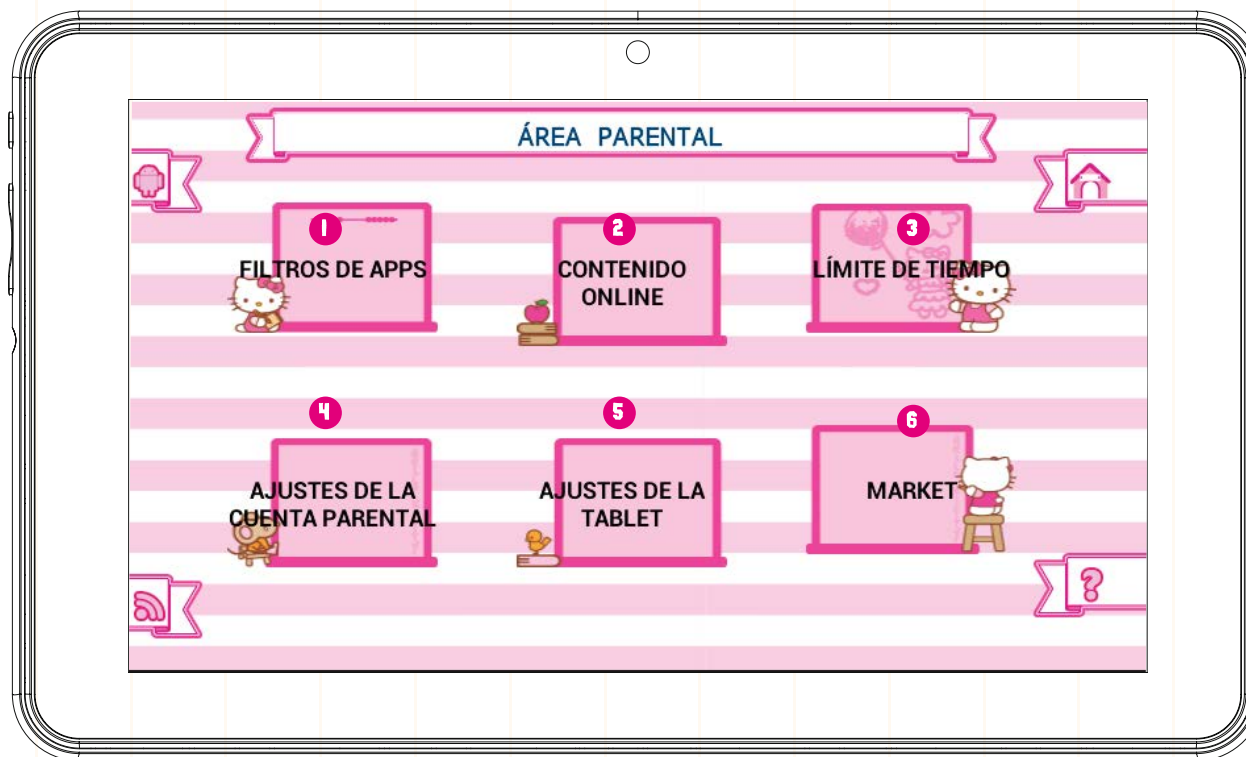 ÁREA PARENTAL
1
FILTROS DE APPS
2
CONTENIDO
ONLINE
3
LÍMITE DE TIEMPO
4
AJUSTES DE LA
CUENTA PARENTAL
5
AJUSTES DE LA
TABLET
6
MARKET
?